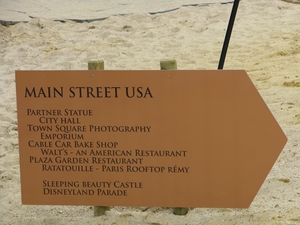 MAIN STREET USA
PARTNER STATUE
CITY HALL
TOWN SQUARE PHOTOGRAPHY
EMPORIUM
CABLE CAR BAKE SHOP
WALT'S - AN AMERICAN RESTAURANT
PLAZA GARDEN RESTAURANT
RATATOUILLE - PARIS ROOFTOP RÉMY
SLEEPING BEAUTY CASTLE
DISNEYLAND PARADE